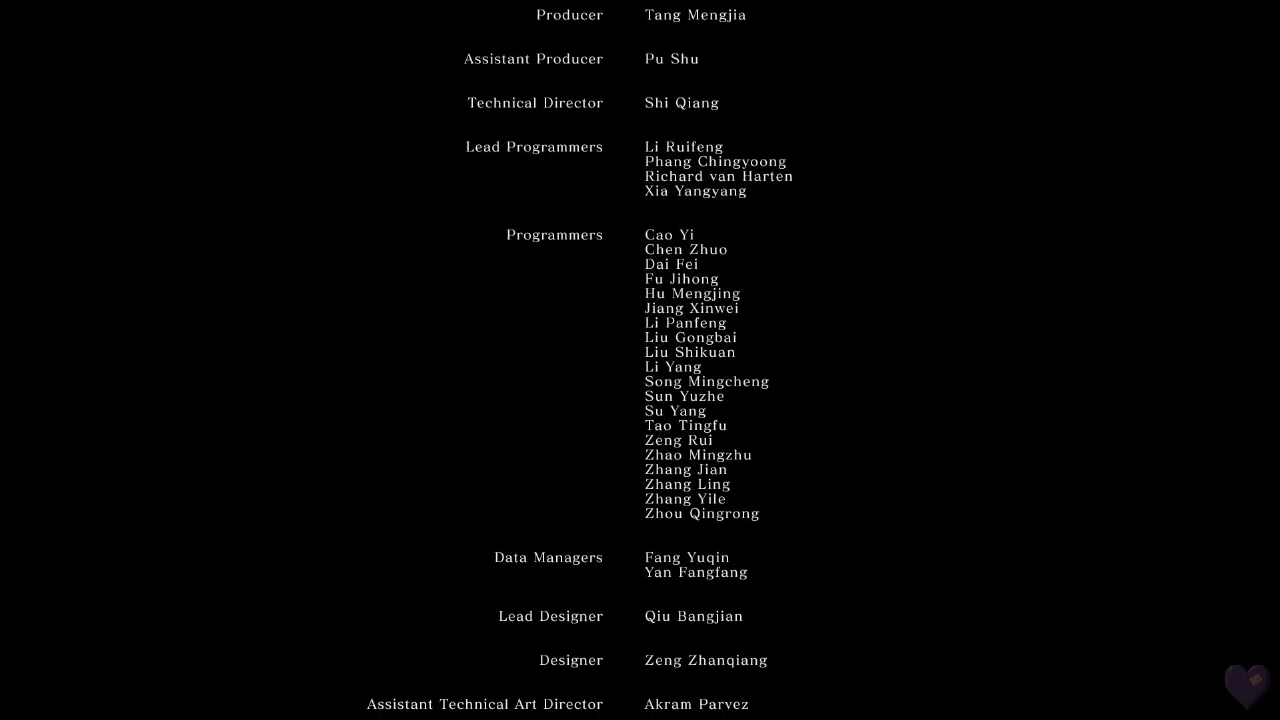 Producer Tang Mengjia
Assistant Producer Pu Shu
Technical Director Shi Qiang
Lead Programmers Li Ruifeng
Phang Chingyoong
Richard van Harten
Xia Yangyang
Programmers Cao Yi
Chen Zhuo
Dai Fei
Fu Jihong
Hu Mengjing
Jiang Xinwei
Li Panfeng
Liu Gongbai
Liu Shikuan
Li Yang
Song Mingcheng
Sun Yuzhe
Su Yang
Tao Tingfu
Zeng Rui
Zhao Mingzhu
Zhang Jian
Zhang Ling
Zhang Yile
Zhou Qingrong
Data Managers Fang Yuqin
Yan Fangfang
Lead Designer Qiu Bangjian
Designer Zeng Zhanqiang
Assistant Technical Art Director Akram Parvez